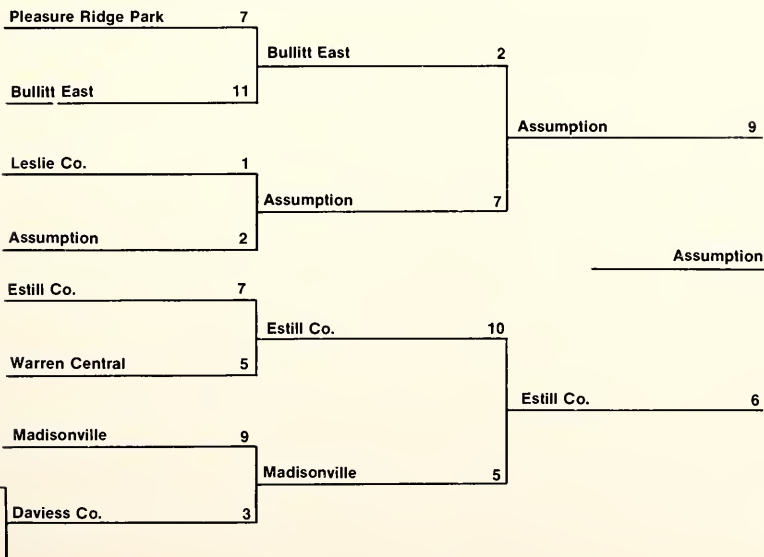 Pleasure Ridge Park 7
Bullitt East 2
Bullitt East 11
Assumption 9
Leslie Co. 1
Assumption 7
Assumption 2
Assumption
Estill Co. 7
Estill Co. 10
Warren Central 5
Estill Co. 6
Madisonville 9
Madisonville 5
Daviess Co. 3